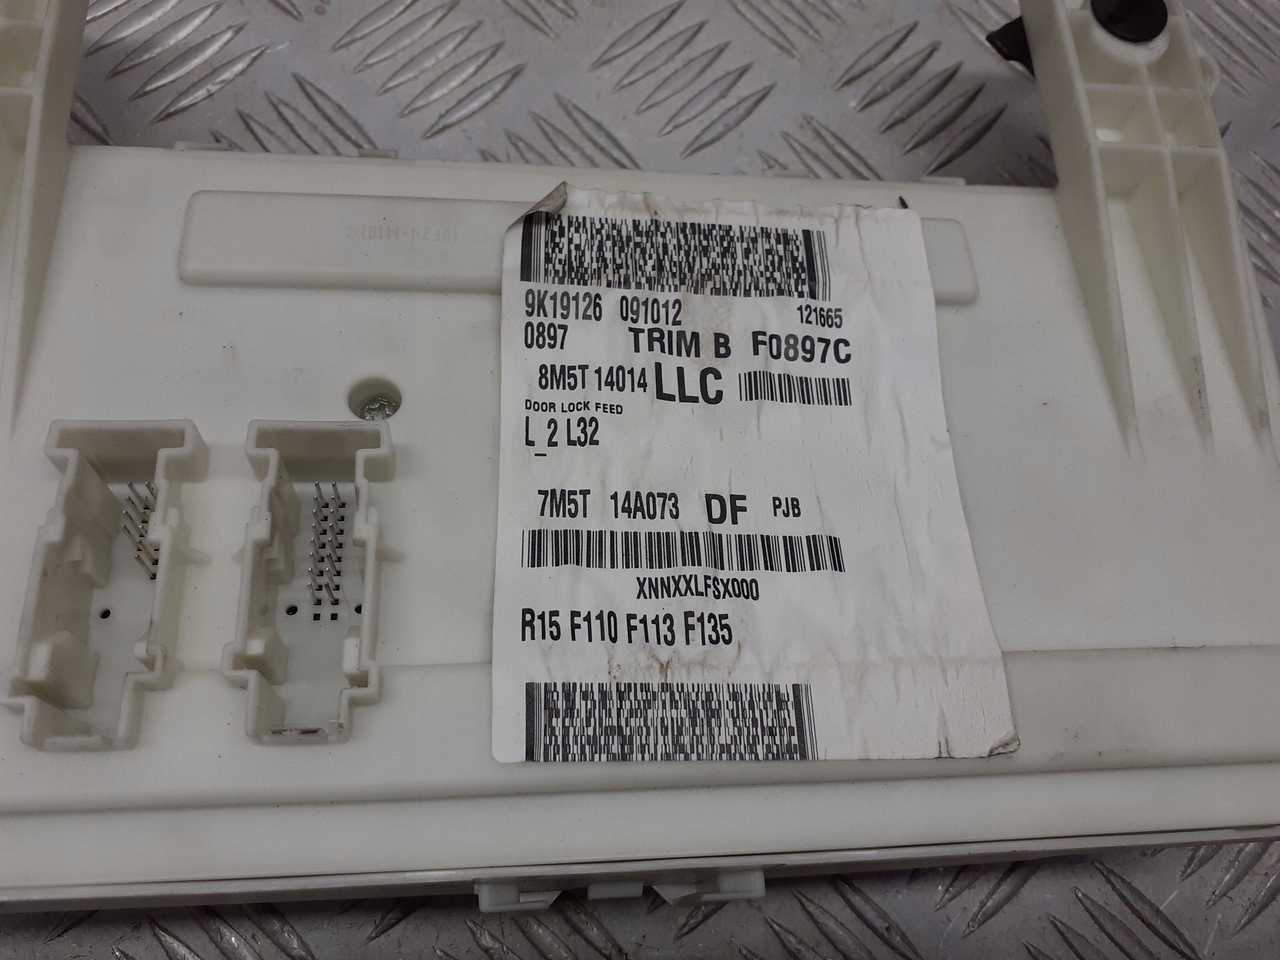 9K19126 091012 121665
0897 TRIM B F0897C
8M5T 14014 LLC
DOOR LOCK FEED
L_2 L32
7M5T 14A073 DF PJB
XNNXXLFSX000
R15 F110 F113 F135